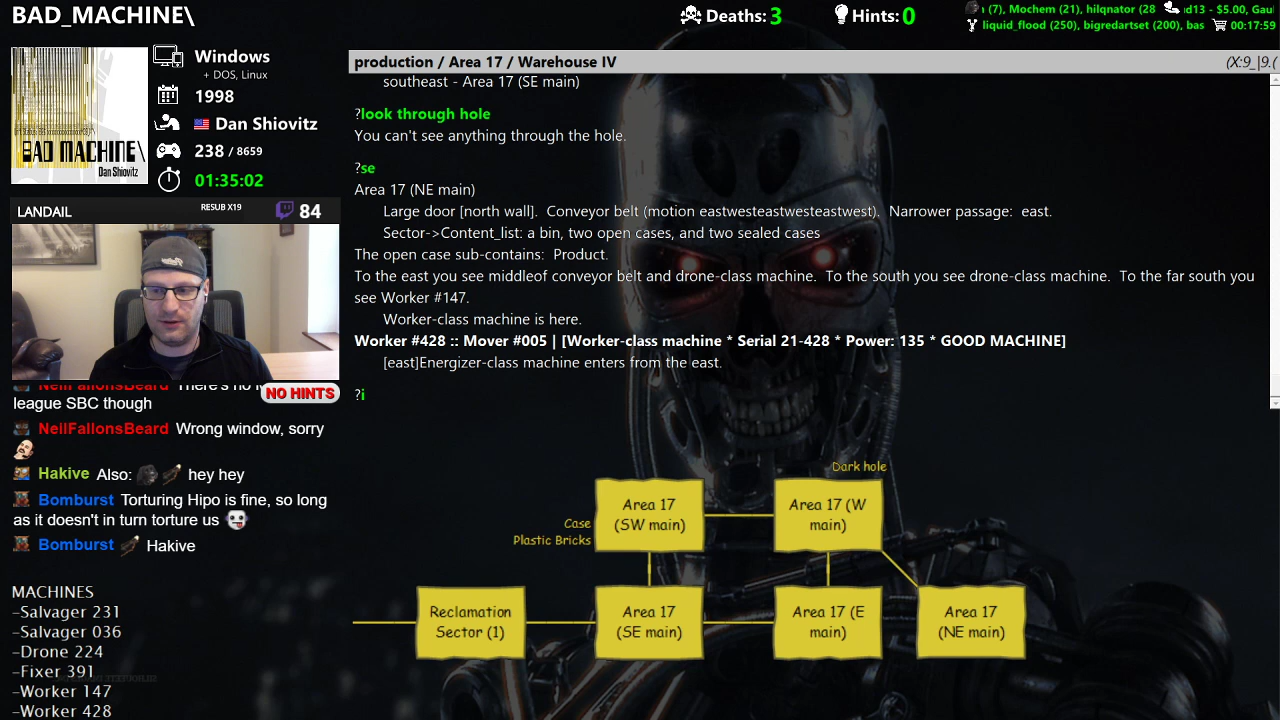 BAD_MACHINE\
Deaths: 3
Hints: 0
(7), Mochem (21), hilqnator (28
id13 - $5.00, Gaul
liquid_flood (250), bigredartset (200), bas
00:17:59
BAD MACHINE\
Dan Shiovitz
Windows
+ DOS, Linux
1998
Dan Shiovitz
238 / 8659
01:35:02
LANDAIL
RESUB X19
84
NO HINTS
NeilFallonsBeard There's no
league SBC though
NeilFallonsBeard Wrong window, sorry
Hakive Also: hey hey
Bomburst Torturing Hipo is fine, so long
as it doesn't in turn torture us
Bomburst Hakive
MACHINES
-Salvager 231
-Salvager 036
-Drone 224
-Fixer 391
-Worker 147
-Worker 428
production / Area 17 / Warehouse IV
(X:9_|9.(
southeast - Area 17 (SE main)
?look through hole
You can't see anything through the hole.
?se
Area 17 (NE main)
Large door [north wall]. Conveyor belt (motion eastwesteastwesteastwest). Narrower passage: east.
Sector->Content_list: a bin, two open cases, and two sealed cases
The open case sub-contains: Product.
To the east you see middleof conveyor belt and drone-class machine. To the south you see drone-class machine. To the far south you
see Worker #147.
Worker-class machine is here.
Worker #428 :: Mover #005 | [Worker-class machine * Serial 21-428 * Power: 135 * GOOD MACHINE]
[east]Energizer-class machine enters from the east.
?i
Dark hole
Area 17
(SW main)
Area 17 (W
main)
Case
Plastic Bricks
Reclamation
Sector (1)
Area 17
(SE main)
Area 17 (E
main)
Area 17
(NE main)